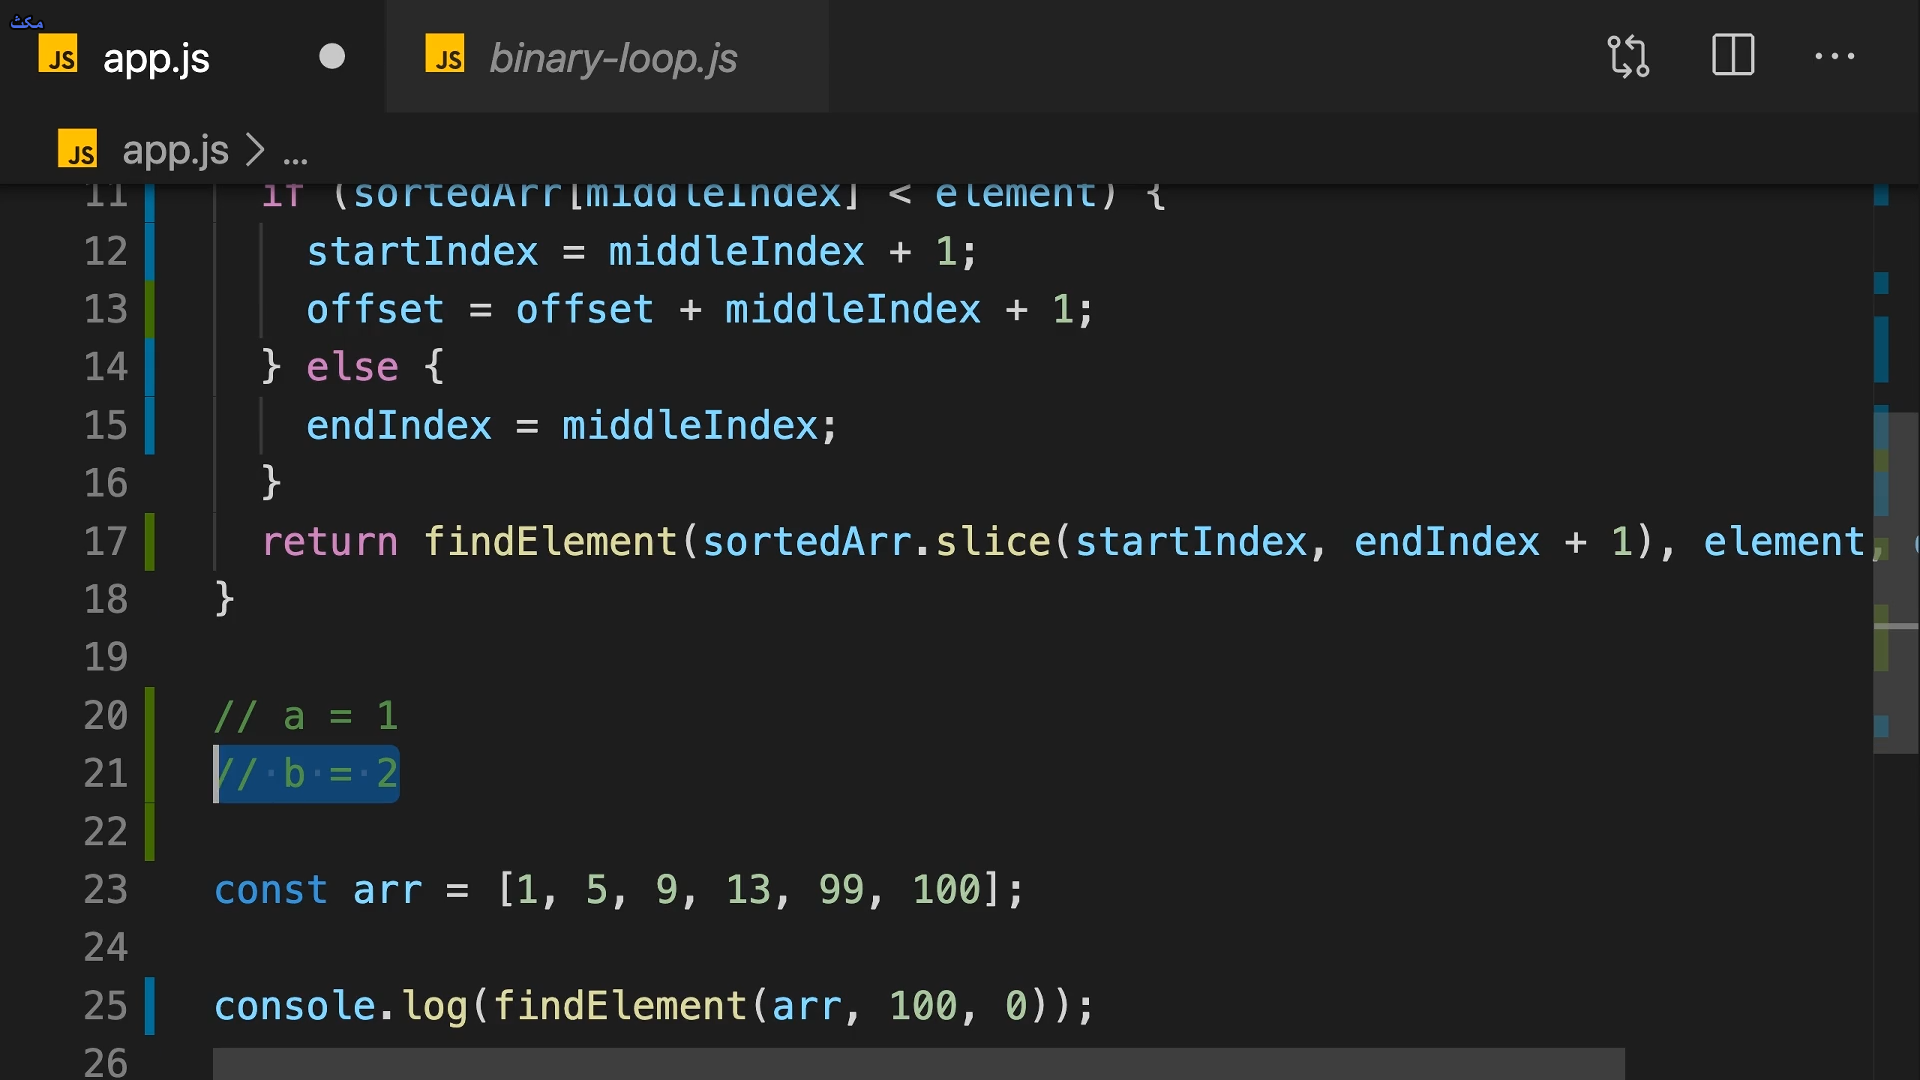 مكث
JS app.js
JS binary-loop.js
JS app.js > ...
11 if (sortedArr[middleIndex] < element) {
12 startIndex = middleIndex + 1;
13 offset = offset + middleIndex + 1;
14 } else {
15 endIndex = middleIndex;
16 }
17 return findElement(sortedArr.slice(startIndex, endIndex + 1), element,
18 }
19
20 // a = 1
21 // b = 2
22
23 const arr = [1, 5, 9, 13, 99, 100];
24
25 console.log(findElement(arr, 100, 0));
26